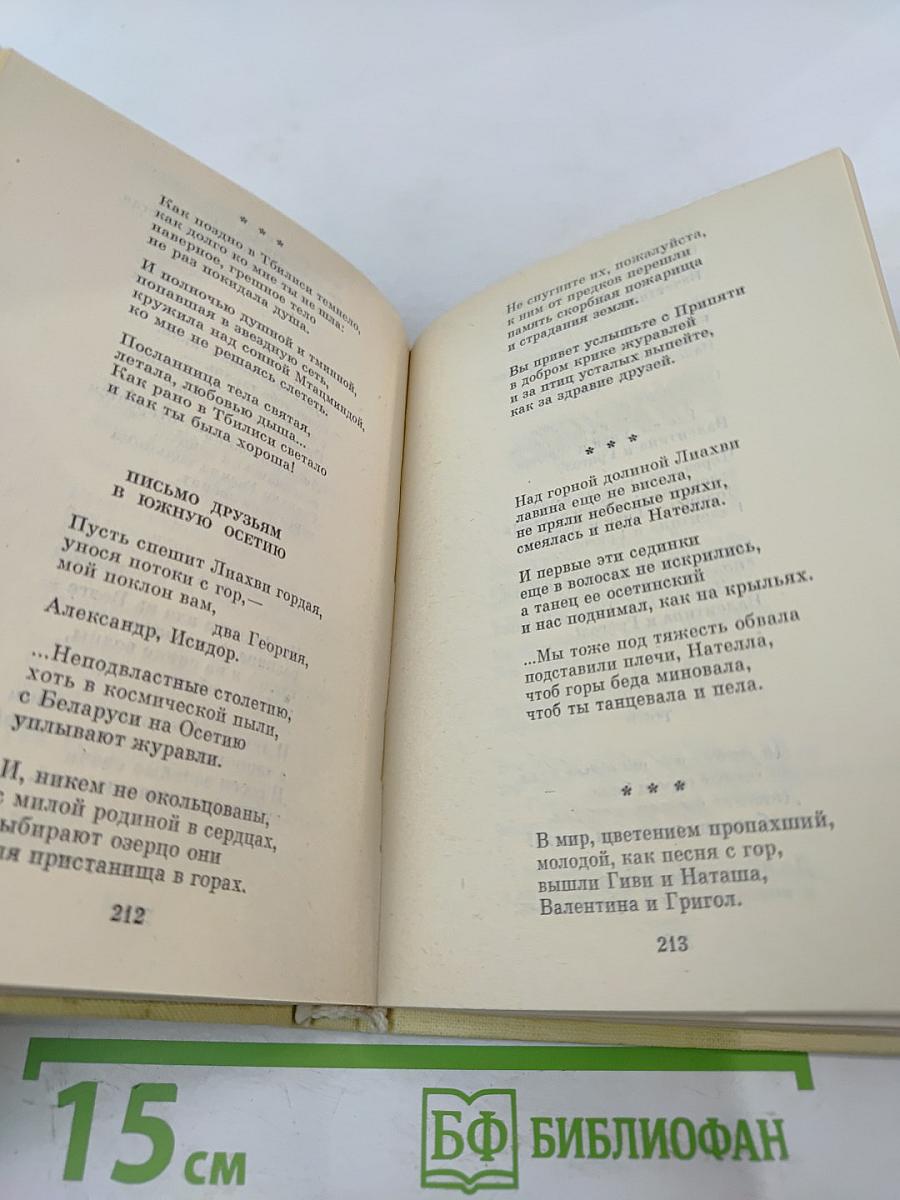 * * *
Как поздно в Тбилиси темнело,
как долго ко мне ты не шла:
наверное, грешное тело
не раз покидала душа.
И полночью душной и тминной,
попавшая в звездную сеть,
кружила над сонной Мтацминдой,
ко мне не решаясь слететь.
Посланница тела святая,
летала, любовью дыша...
Как рано в Тбилиси светало
и как ты была хороша!
ПИСЬМО ДРУЗЬЯМ
В ЮЖНУЮ ОСЕТИЮ
Пусть спешит Лиахви гордая,
унося потоки с гор,—
мой поклон вам,
два Георгия,
Александр, Исидор.
...Неподвластные столетию,
хоть в космической пыли,
с Беларуси на Осетию
уплывают журавли.
И, никем не окольцованы,
с милой родиной в сердцах,
ыбирают озерцо они
ля пристанища в горах.
212
Не спугните их, пожалуйста,
к ним от предков перешли
память скорбная пожарища
и страдания земли.
Вы привет услышьте с Припяти
в добром крике журавлей
и за птиц усталых выпейте,
как за здравие друзей.
* * *
Над горной долиной Лиахви
лавина еще не висела,
не пряли небесные пряхи,
смеялась и пела Нателла.
И первые эти сединки
еще в волосах не искрились,
а танец ее осетинский
и нас поднимал, как на крыльях.
...Мы тоже под тяжесть обвала
подставили плечи, Нателла,
чтоб горы беда миновала,
чтоб ты танцевала и пела.
* * *
В мир, цветением пропахший,
молодой, как песня с гор,
вышли Гиви и Наташа,
Валентина и Григол.
213
15 см
БФ БИБЛИОФАН